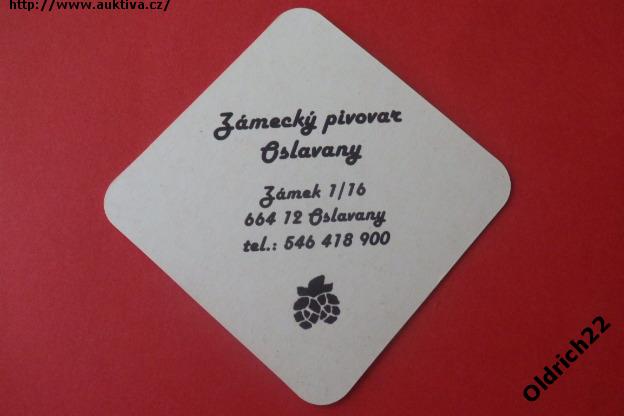 http://www.auktiva.cz/
Zámecký pivovar
Oslavany
Zámek 1/16
664 12 Oslavany
tel.: 546 418 900
Oldrich22